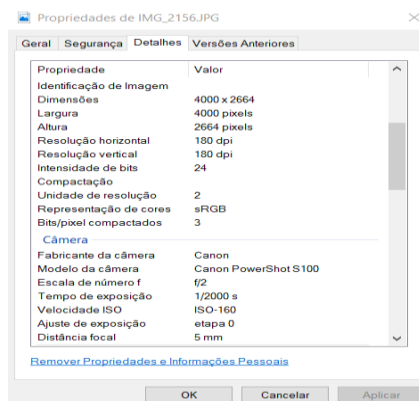 Propriedades de IMG_2156.JPG
Geral Segurança Detalhes Versões Anteriores
Propriedade Valor
Identificação de Imagem
Dimensões 4000 x 2664
Largura 4000 pixels
Altura 2664 pixels
Resolução horizontal 180 dpi
Resolução vertical 180 dpi
Intensidade de bits 24
Compactação
Unidade de resolução 2
Representação de cores sRGB
Bits/pixel compactados 3
Câmera
Fabricante da câmera Canon
Modelo da câmera Canon PowerShot S100
Escala de número f f/2
Tempo de exposição 1/2000 s
Velocidade ISO ISO-160
Ajuste de exposição etapa 0
Distância focal 5 mm
Remover Propriedades e Informações Pessoais
OK Cancelar Aplicar